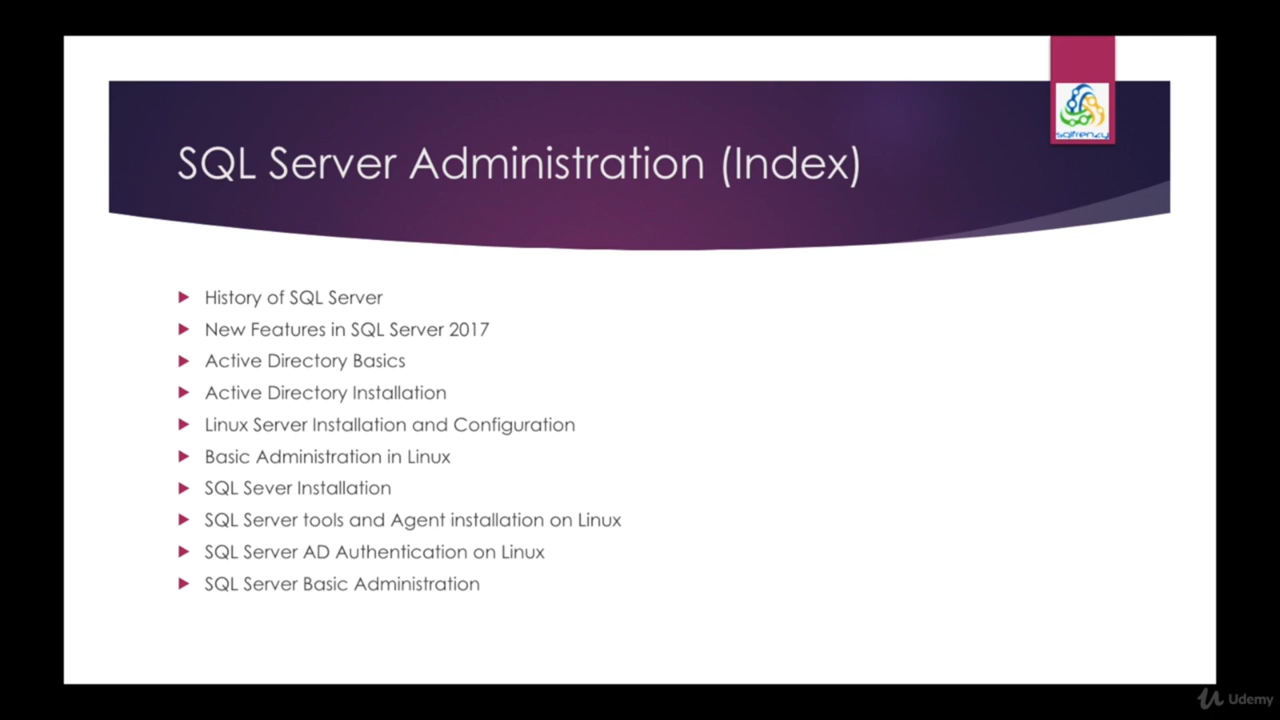 SQL Server Administration (Index)
sqlfrenzy
History of SQL Server
New Features in SQL Server 2017
Active Directory Basics
Active Directory Installation
Linux Server Installation and Configuration
Basic Administration in Linux
SQL Sever Installation
SQL Server tools and Agent installation on Linux
SQL Server AD Authentication on Linux
SQL Server Basic Administration
Udemy